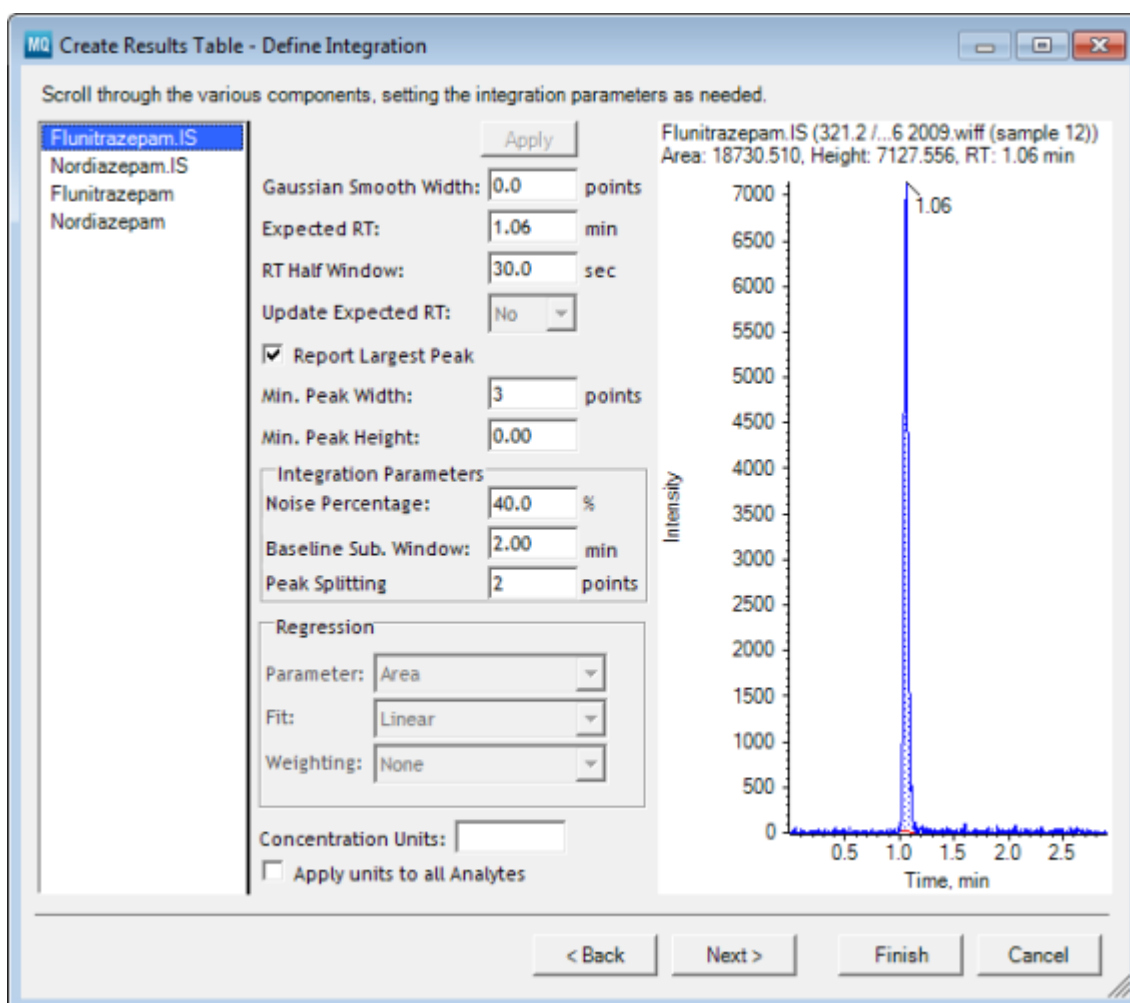 MQ Create Results Table - Define Integration
Scroll through the various components, setting the integration parameters as needed.
Flunitrazepam.IS
Nordiazepam.IS
Flunitrazepam
Nordiazepam
Apply
Gaussian Smooth Width: 0.0 points
Expected RT: 1.06 min
RT Half Window: 30.0 sec
Update Expected RT: No
Report Largest Peak
Min. Peak Width: 3 points
Min. Peak Height: 0.00
Integration Parameters
Noise Percentage: 40.0 %
Baseline Sub. Window: 2.00 min
Peak Splitting 2 points
Regression
Parameter: Area
Fit: Linear
Weighting: None
Concentration Units:
Apply units to all Analytes
Flunitrazepam.IS (321.2 /...6 2009.wiff (sample 12))
Area: 18730.510, Height: 7127.556, RT: 1.06 min
1.06
7000
6500
6000
5500
5000
4500
4000
3500
3000
2500
2000
1500
1000
500
0
Intensity
0.5 1.0 1.5 2.0 2.5
Time, min
< Back Next > Finish Cancel